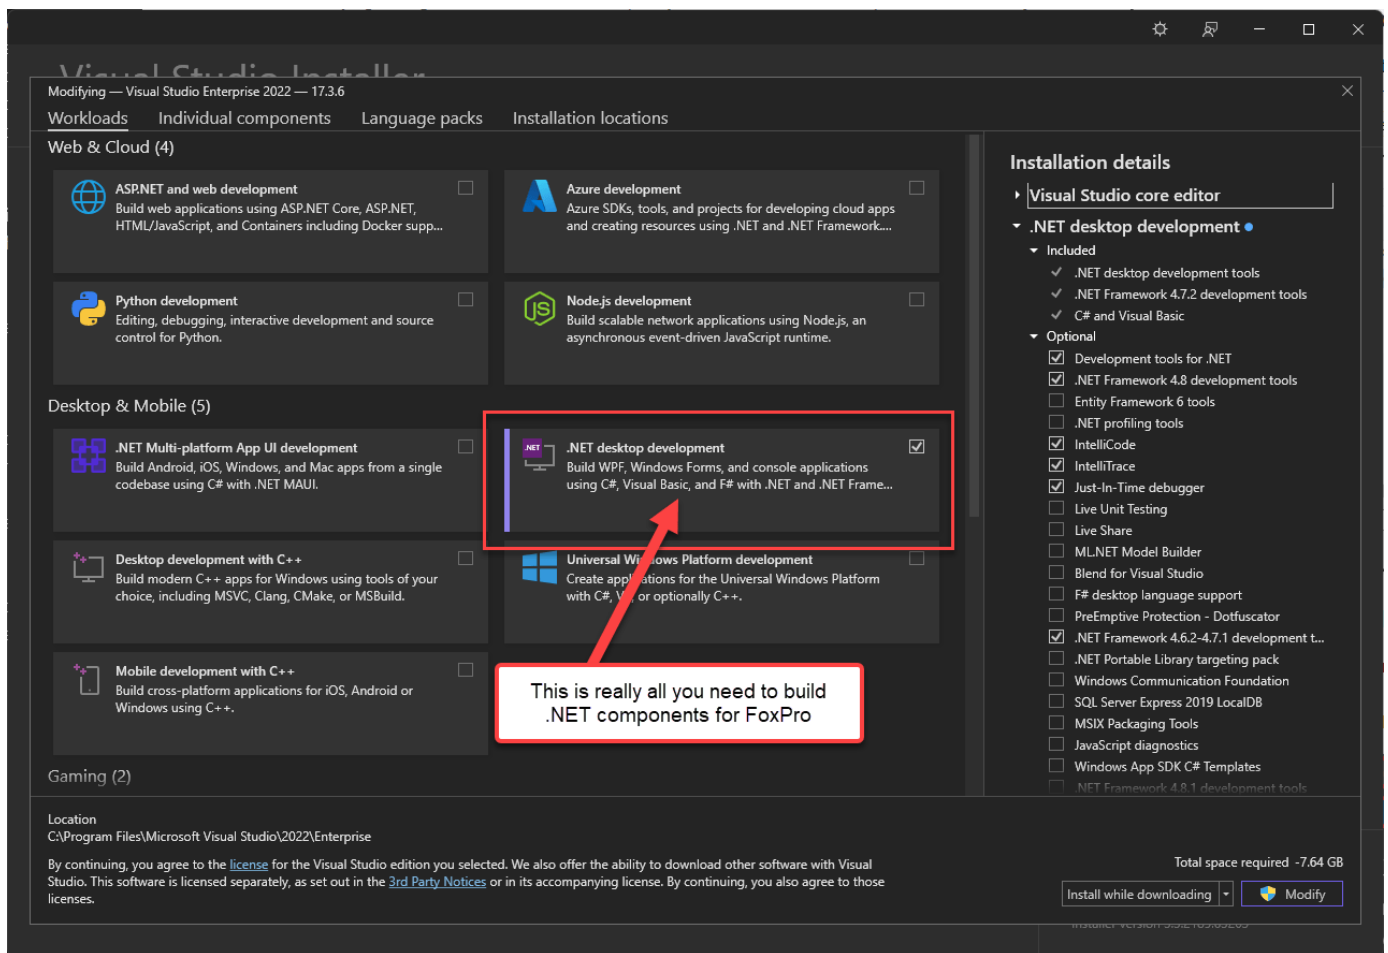 Visual Studio Installer
Modifying — Visual Studio Enterprise 2022 — 17.3.6
Workloads
Individual components
Language packs
Installation locations
Web & Cloud (4)
ASP.NET and web development
Build web applications using ASP.NET Core, ASP.NET,
HTML/JavaScript, and Containers including Docker supp...
Azure development
Azure SDKs, tools, and projects for developing cloud apps
and creating resources using .NET and .NET Framework....
Python development
Editing, debugging, interactive development and source
control for Python.
JS
Node.js development
Build scalable network applications using Node.js, an
asynchronous event-driven JavaScript runtime.
Desktop & Mobile (5)
.NET Multi-platform App UI development
Build Android, iOS, Windows, and Mac apps from a single
codebase using C# with .NET MAUI.
.NET
.NET desktop development
Build WPF, Windows Forms, and console applications
using C#, Visual Basic, and F# with .NET and .NET Frame...
Desktop development with C++
Build modern C++ apps for Windows using tools of your
choice, including MSVC, Clang, CMake, or MSBuild.
Universal Windows Platform development
Create applications for the Universal Windows Platform
with C#, VB, or optionally C++.
Mobile development with C++
Build cross-platform applications for iOS, Android or
Windows using C++.
This is really all you need to build
.NET components for FoxPro
Gaming (2)
Installation details
Visual Studio core editor
.NET desktop development
Included
.NET desktop development tools
.NET Framework 4.7.2 development tools
C# and Visual Basic
Optional
Development tools for .NET
.NET Framework 4.8 development tools
Entity Framework 6 tools
.NET profiling tools
IntelliCode
IntelliTrace
Just-In-Time debugger
Live Unit Testing
Live Share
ML.NET Model Builder
Blend for Visual Studio
F# desktop language support
PreEmptive Protection - Dotfuscator
.NET Framework 4.6.2-4.7.1 development t...
.NET Portable Library targeting pack
Windows Communication Foundation
SQL Server Express 2019 LocalDB
MSIX Packaging Tools
JavaScript diagnostics
Windows App SDK C# Templates
.NET Framework 4.8.1 development tools
Location
C:\Program Files\Microsoft Visual Studio\2022\Enterprise
By continuing, you agree to the license for the Visual Studio edition you selected. We also offer the ability to download other software with Visual
Studio. This software is licensed separately, as set out in the 3rd Party Notices or in its accompanying license. By continuing, you also agree to those
licenses.
Total space required -7.64 GB
Install while downloading
Modify